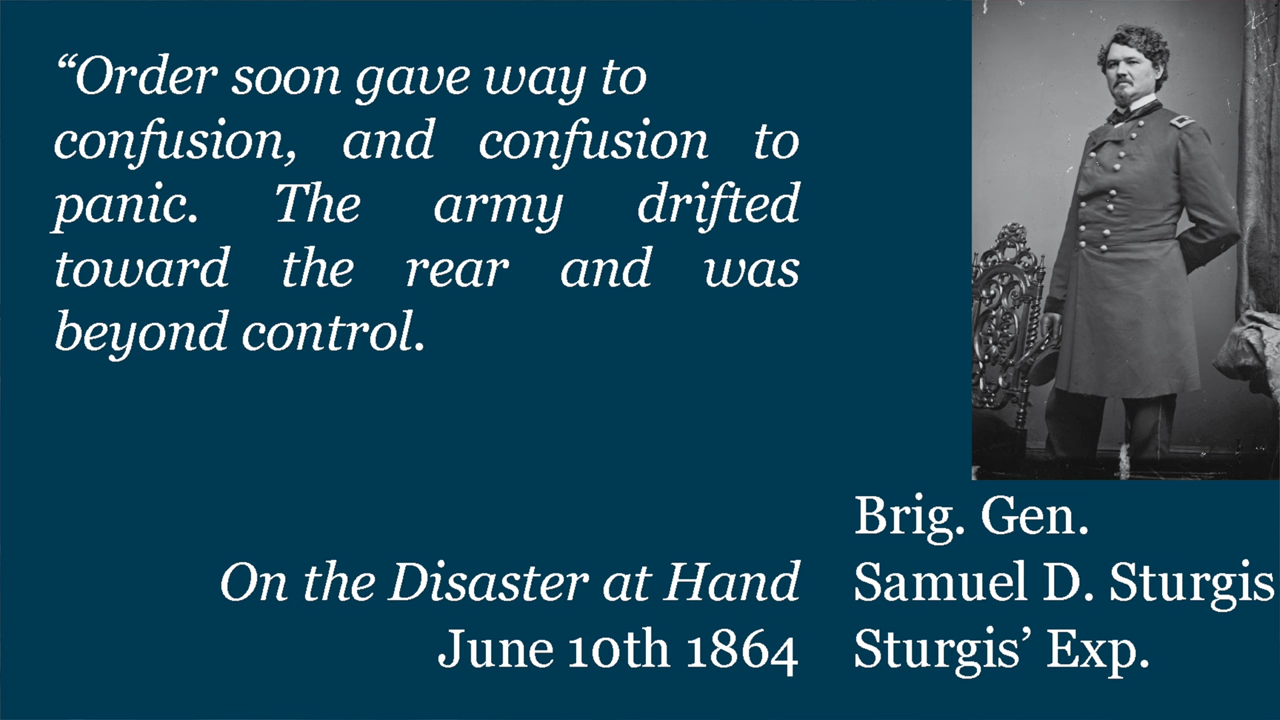 “Order soon gave way to
confusion, and confusion to
panic. The army drifted
toward the rear and was
beyond control.
On the Disaster at Hand
June 10th 1864
Brig. Gen.
Samuel D. Sturgis
Sturgis’ Exp.